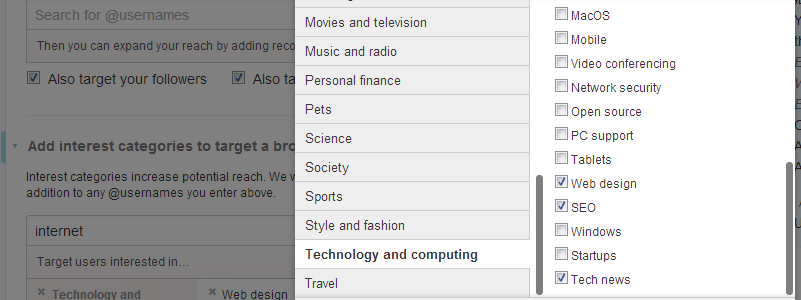 Search for @usernames
Then you can expand your reach by adding reco
Also target your followers
Also ta
Add interest categories to target a bro
Interest categories increase potential reach. We w
addition to any @usernames you enter above.
internet
Target users interested in...
Technology and
Web design
Movies and television
Music and radio
Personal finance
Pets
Science
Society
Sports
Style and fashion
Technology and computing
Travel
MacOS
Mobile
Video conferencing
Network security
Open source
PC support
Tablets
Web design
SEO
Windows
Startups
Tech news